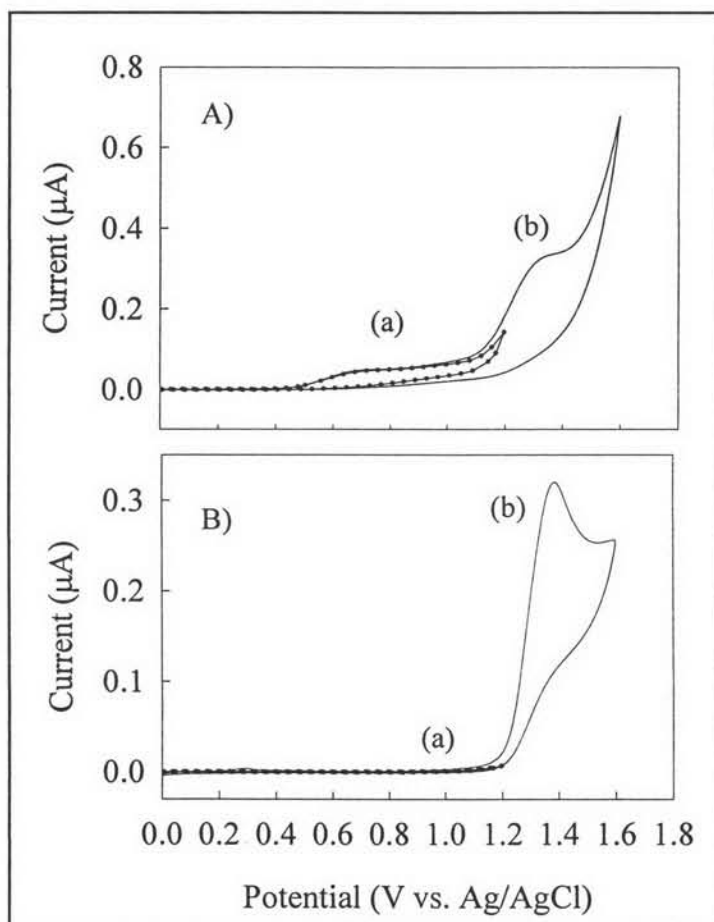 0.8
A)
0.6
(b)
0.4
(a)
0.2
0.0
Current (μA)
0.3
(b)
B)
0.2
0.1
(a)
0.0
Current (μA)
0.0 0.2 0.4 0.6 0.8 1.0 1.2 1.4 1.6 1.8
Potential (V vs. Ag/AgCl)